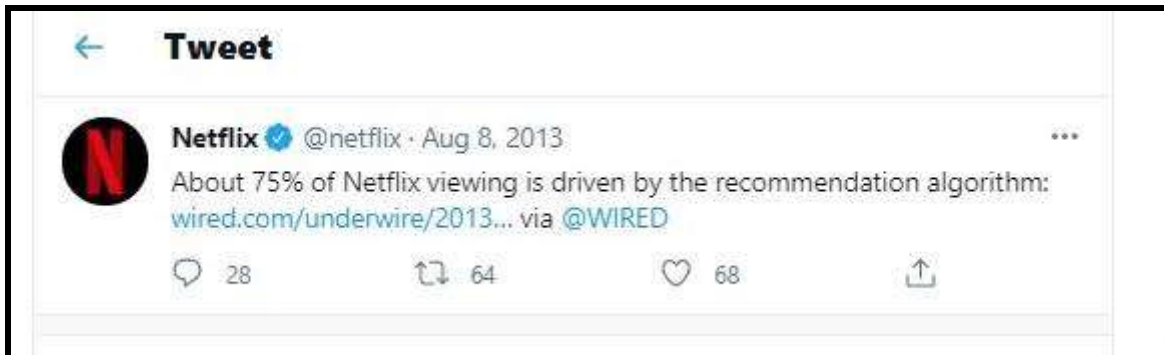 ← Tweet
Netflix @netflix · Aug 8, 2013
About 75% of Netflix viewing is driven by the recommendation algorithm:
wired.com/underwire/2013... via @WIRED
28 64 68